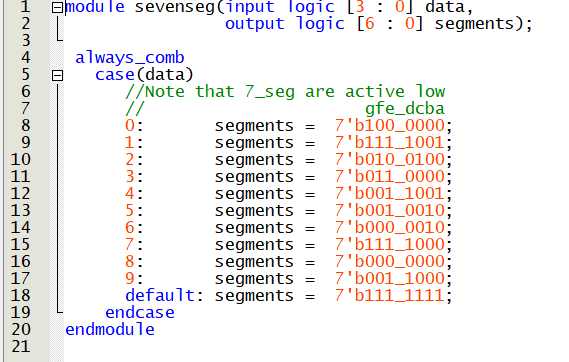 1 module sevenseg(input logic [3 : 0] data,
2                 output logic [6 : 0] segments);
3
4  always_comb
5    case(data)
6       //Note that 7_seg are active low
7       //                      gfe_dcba
8       0:       segments =  7'b100_0000;
9       1:       segments =  7'b111_1001;
10       2:       segments =  7'b010_0100;
11       3:       segments =  7'b011_0000;
12       4:       segments =  7'b001_1001;
13       5:       segments =  7'b001_0010;
14       6:       segments =  7'b000_0010;
15       7:       segments =  7'b111_1000;
16       8:       segments =  7'b000_0000;
17       9:       segments =  7'b001_1000;
18       default: segments =  7'b111_1111;
19     endcase
20 endmodule
21